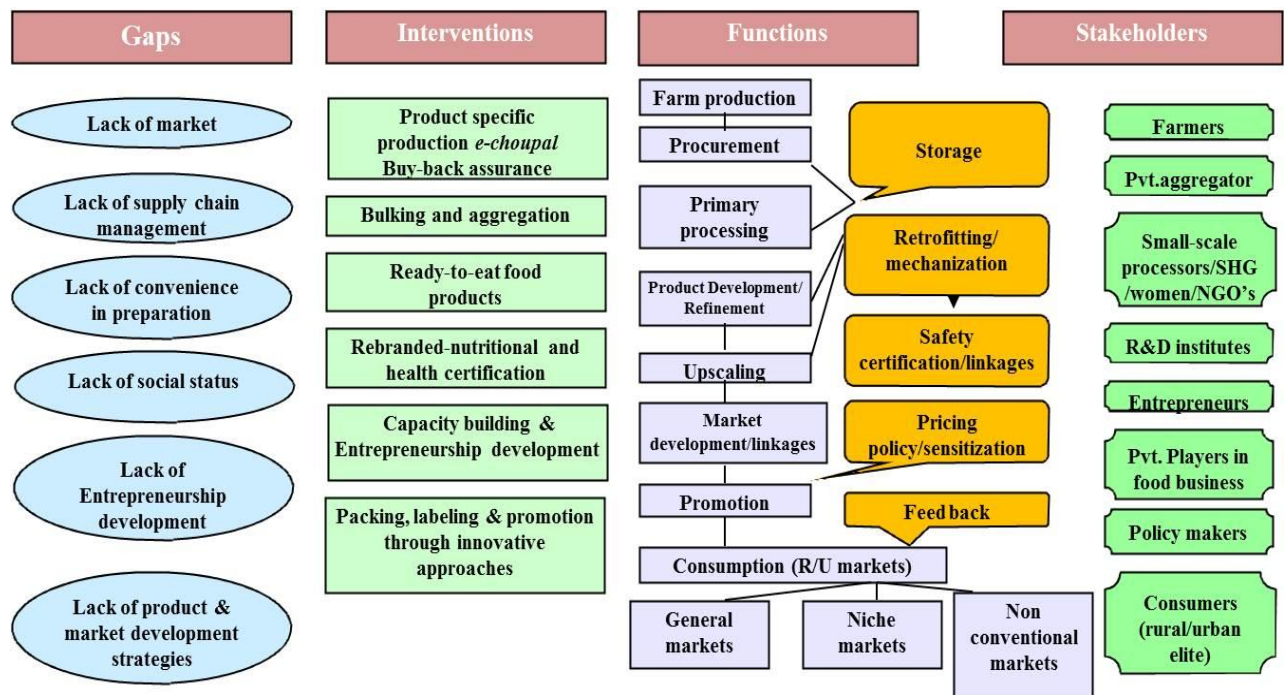 Gaps
Interventions
Functions
Stakeholders
Lack of market
Lack of supply chain
management
Lack of convenience
in preparation
Lack of social status
Lack of
Entrepreneurship
development
Lack of product &
market development
strategies
Product specific
production e-choupal
Buy-back assurance
Bulking and aggregation
Ready-to-eat food
products
Rebranded-nutritional and
health certification
Capacity building &
Entrepreneurship development
Packing, labeling & promotion
through innovative
approaches
Farm production
Procurement
Primary
processing
Product Development/
Refinement
Upscaling
Market
development/linkages
Promotion
Consumption (R/U markets)
General
markets
Niche
markets
Non
conventional
markets
Storage
Retrofitting/
mechanization
Safety
certification/linkages
Pricing
policy/sensitization
Feed back
Farmers
Pvt.aggregator
Small-scale
processors/SHG
/women/NGO's
R&D institutes
Entrepreneurs
Pvt. Players in
food business
Policy makers
Consumers
(rural/urban
elite)